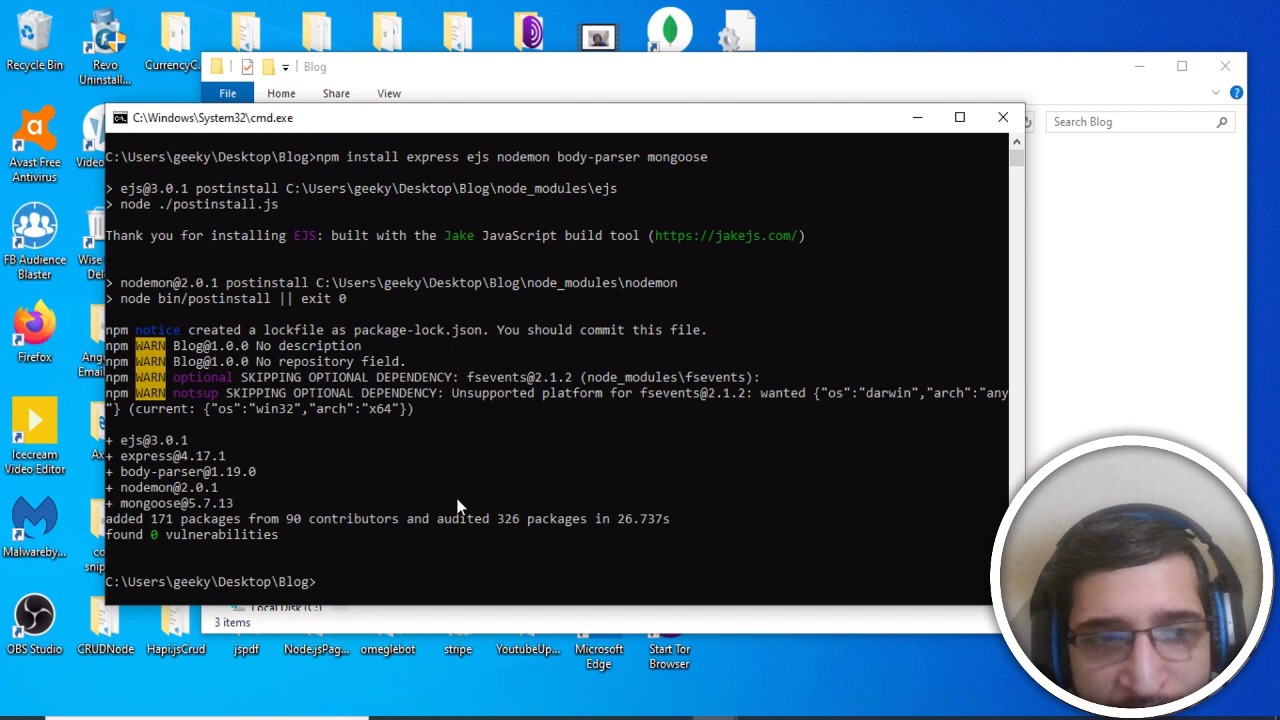 Recycle Bin
Revo
Uninstall...
CurrencyC.
Blog
File
Home
Share
View
Search Blog
C:\Windows\System32\cmd.exe
C:\Users\geeky\Desktop\Blog>npm install express ejs nodemon body-parser mongoose
> ejs@3.0.1 postinstall C:\Users\geeky\Desktop\Blog\node_modules\ejs
> node ./postinstall.js
Thank you for installing EJS: built with the Jake JavaScript build tool (https://jakejs.com/)
> nodemon@2.0.1 postinstall C:\Users\geeky\Desktop\Blog\node_modules\nodemon
> node bin/postinstall || exit 0
npm notice created a lockfile as package-lock.json. You should commit this file.
npm WARN Blog@1.0.0 No description
npm WARN Blog@1.0.0 No repository field.
npm WARN optional SKIPPING OPTIONAL DEPENDENCY: fsevents@2.1.2 (node_modules\fsevents):
npm WARN notsup SKIPPING OPTIONAL DEPENDENCY: Unsupported platform for fsevents@2.1.2: wanted {"os":"darwin","arch":"any
"} (current: {"os":"win32","arch":"x64"})
+ ejs@3.0.1
+ express@4.17.1
+ body-parser@1.19.0
+ nodemon@2.0.1
+ mongoose@5.7.13
added 171 packages from 90 contributors and audited 326 packages in 26.737s
found 0 vulnerabilities
C:\Users\geeky\Desktop\Blog>
Local Disk (C:)
3 items
Avast Free
Antivirus
Video
FB Audience
Blaster
Wise
Del
Firefox
Ang
Icecream
Video Editor
Ax
Malwareby...
co
snip
OBS Studio
CRUDNode
Hapi.jsCrud
jspdf
Node.jsPag...
omeglebot
stripe
YoutubeUp...
Microsoft
Edge
Start Tor
Browser